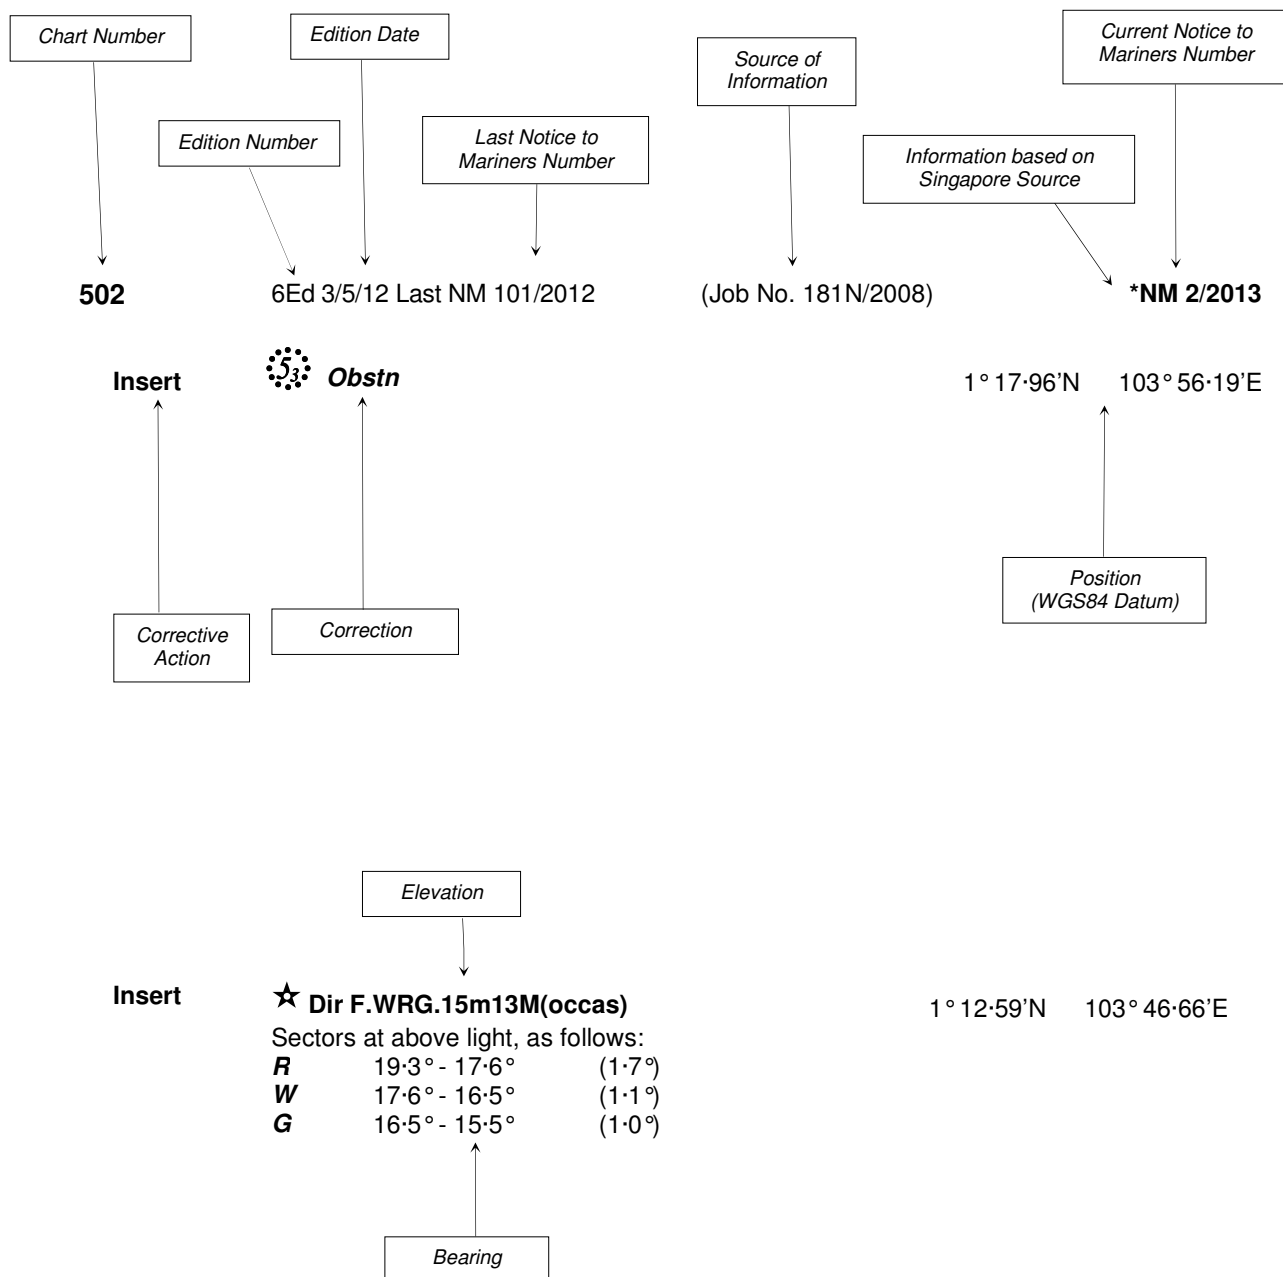 Chart Number
Edition Date
Current Notice to
Mariners Number
Source of
Information
Edition Number
Last Notice to
Mariners Number
Information based on
Singapore Source
502 6Ed 3/5/12 Last NM 101/2012 (Job No. 181N/2008) *NM 2/2013
Insert 5₃ Obstn 1° 17·96’N 103° 56·19’E
Position
(WGS84 Datum)
Corrective
Action
Correction
Elevation
Insert Dir F.WRG.15m13M(occas) 1° 12·59’N 103° 46·66’E
Sectors at above light, as follows:
R 19·3° - 17·6° (1·7°)
W 17·6° - 16·5° (1·1°)
G 16·5° - 15·5° (1·0°)
Bearing